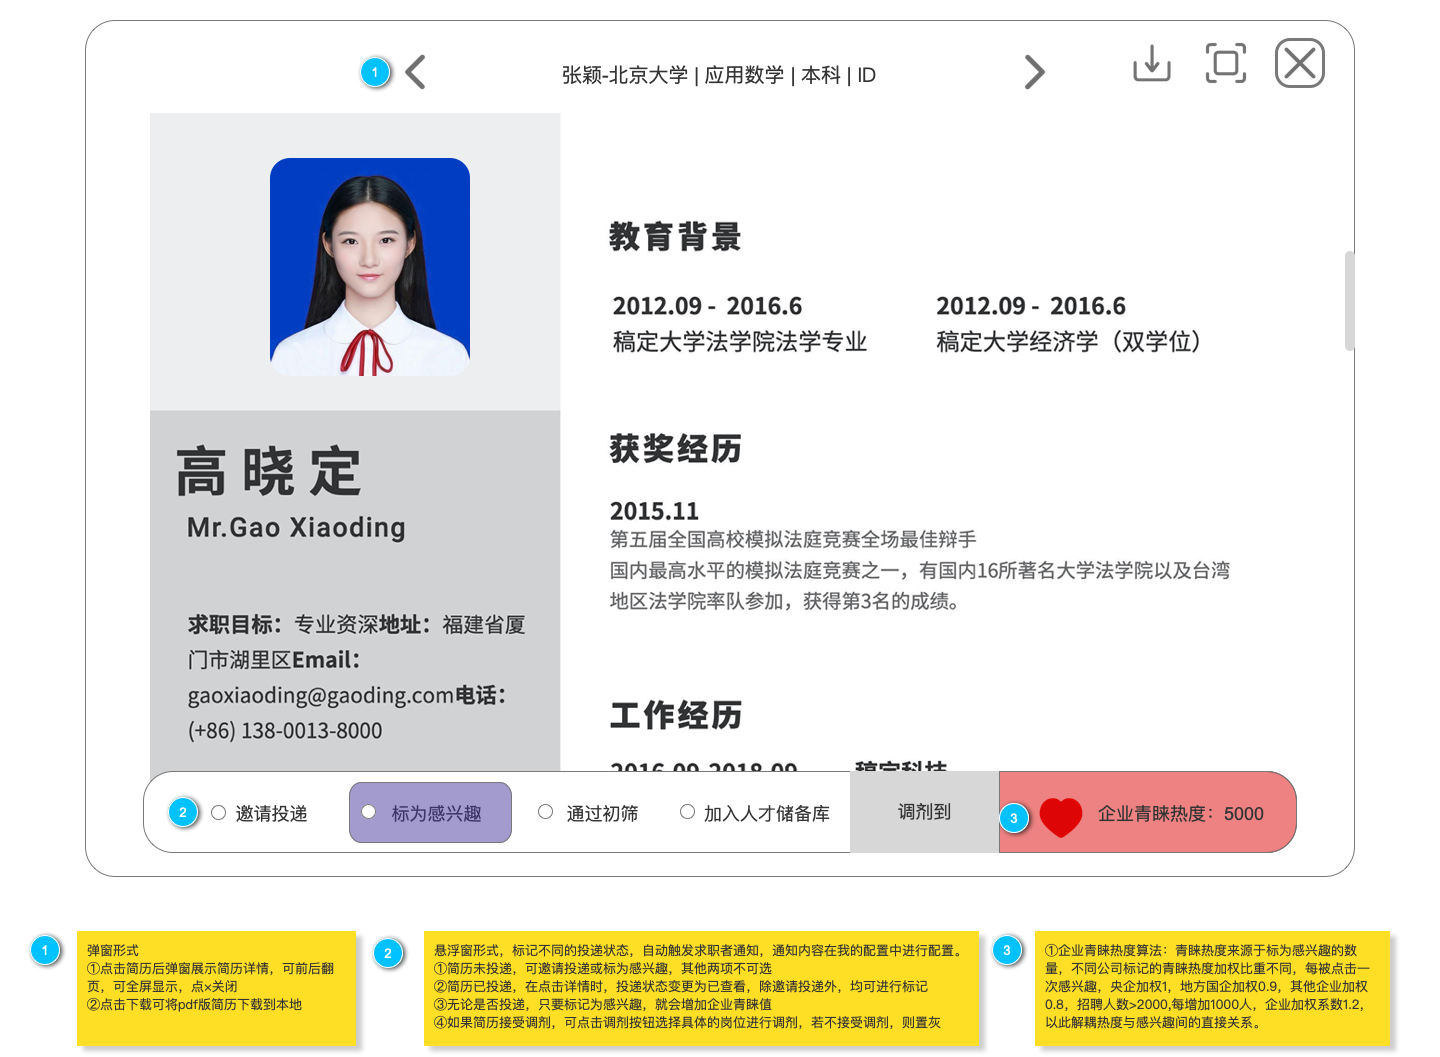 1
张颖-北京大学 | 应用数学 | 本科 | ID
高晓定
Mr.Gao Xiaoding
求职目标：专业资深地址：福建省厦
门市湖里区Email：
gaoxiaoding@gaoding.com电话：
(+86) 138-0013-8000
教育背景
2012.09 - 2016.6
稿定大学法学院法学专业
2012.09 - 2016.6
稿定大学经济学（双学位）
获奖经历
2015.11
第五届全国高校模拟法庭竞赛全场最佳辩手
国内最高水平的模拟法庭竞赛之一，有国内16所著名大学法学院以及台湾
地区法学院率队参加，获得第3名的成绩。
工作经历
2016.09-2018.09 稿定科技
2
邀请投递
标为感兴趣
通过初筛
加入人才储备库
调剂到
3
企业青睐热度：5000
1
弹窗形式
①点击简历后弹窗展示简历详情，可前后翻
页，可全屏显示，点×关闭
②点击下载可将pdf版简历下载到本地
2
悬浮窗形式，标记不同的投递状态，自动触发求职者通知，通知内容在我的配置中进行配置。
①简历未投递，可邀请投递或标为感兴趣，其他两项不可选
②简历已投递，在点击详情时，投递状态变更为已查看，除邀请投递外，均可进行标记
③无论是否投递，只要标记为感兴趣，就会增加企业青睐值
④如果简历接受调剂，可点击调剂按钮选择具体的岗位进行调剂，若不接受调剂，则置灰
3
①企业青睐热度算法：青睐热度来源于标为感兴趣的数
量，不同公司标记的青睐热度加权比重不同，每被点击一
次感兴趣，央企加权1，地方国企加权0.9，其他企业加权
0.8，招聘人数>2000,每增加1000人，企业加权系数1.2，
以此解耦热度与感兴趣间的直接关系。